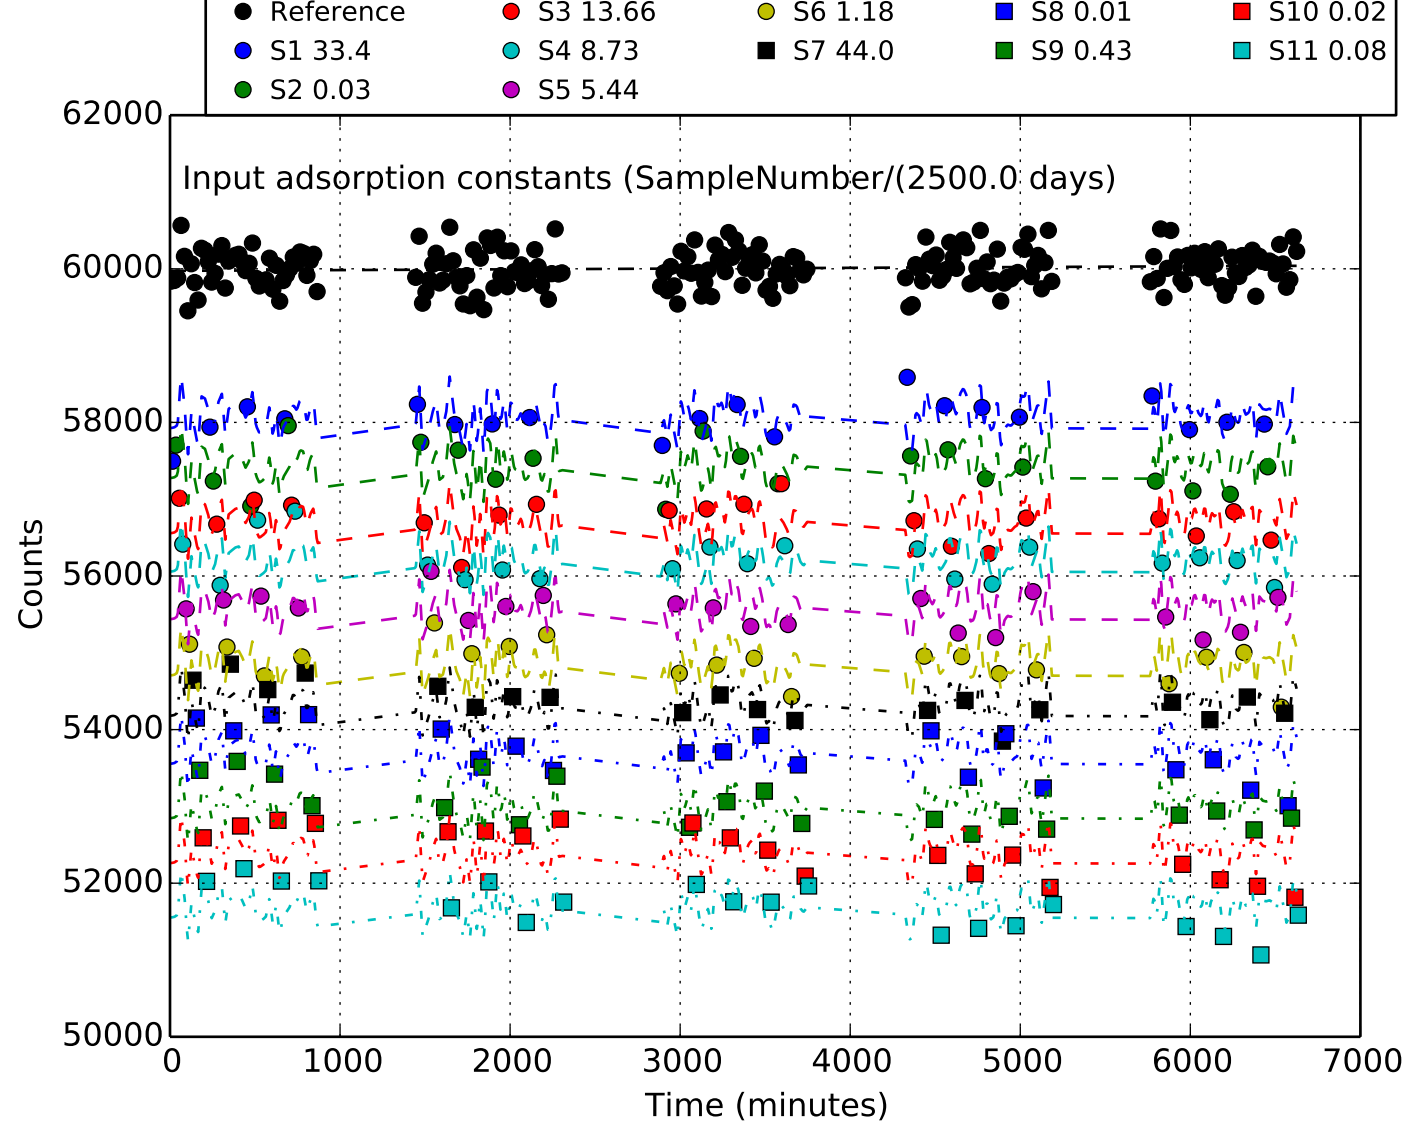 Reference S3 13.66 S6 1.18 S8 0.01 S10 0.02
S1 33.4 S4 8.73 S7 44.0 S9 0.43 S11 0.08
S2 0.03 S5 5.44
62000
Input adsorption constants (SampleNumber/(2500.0 days)
60000
58000
56000
54000
52000
50000
Counts
0 1000 2000 3000 4000 5000 6000 7000
Time (minutes)